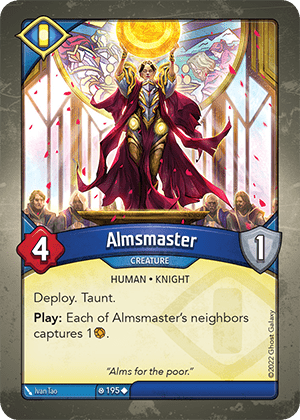 Almsmaster
CREATURE
4
1
HUMAN • KNIGHT
Deploy. Taunt.
Play: Each of Almsmaster's neighbors
captures 1.
"Alms for the poor."
©2022 Ghost Galaxy
Ivan Tao
195